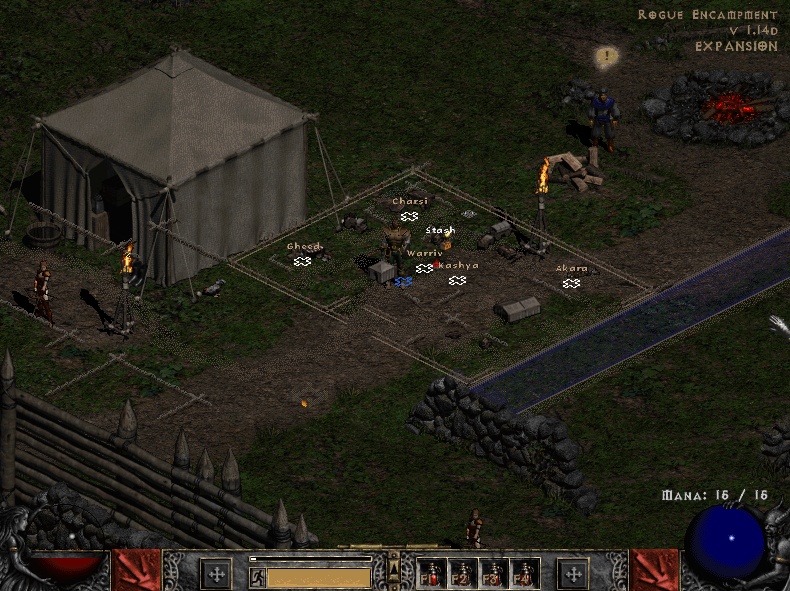 Rogue Encampment
v 1.14d
EXPANSION
!
Charsi
Stash
Gheed
Warriv
Kashya
Akara
Mana: 16 / 16
F1 F2 F3 F4